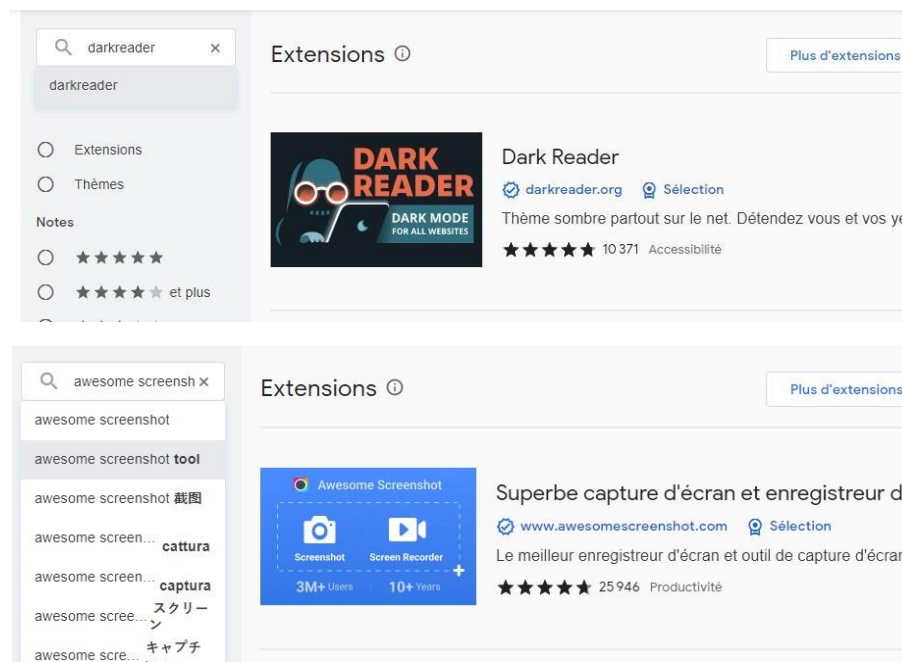 darkreader
darkreader
Extensions
Thèmes
Notes
et plus
Extensions
Plus d'extensions
DARK
READER
DARK MODE
FOR ALL WEBSITES
Dark Reader
darkreader.org Sélection
Thème sombre partout sur le net. Détendez vous et vos ye
10 371 Accessibilité
awesome screensh
awesome screenshot
awesome screenshot tool
awesome screenshot 截图
awesome screen... cattura
awesome screen... captura
awesome scree... スクリーン
awesome scre... キャプチ
Extensions
Plus d'extensions
Awesome Screenshot
Screenshot Screen Recorder
3M+ Users 10+ Years
Superbe capture d'écran et enregistreur d
www.awesomescreenshot.com Sélection
Le meilleur enregistreur d'écran et outil de capture d'écran
25 946 Productivité